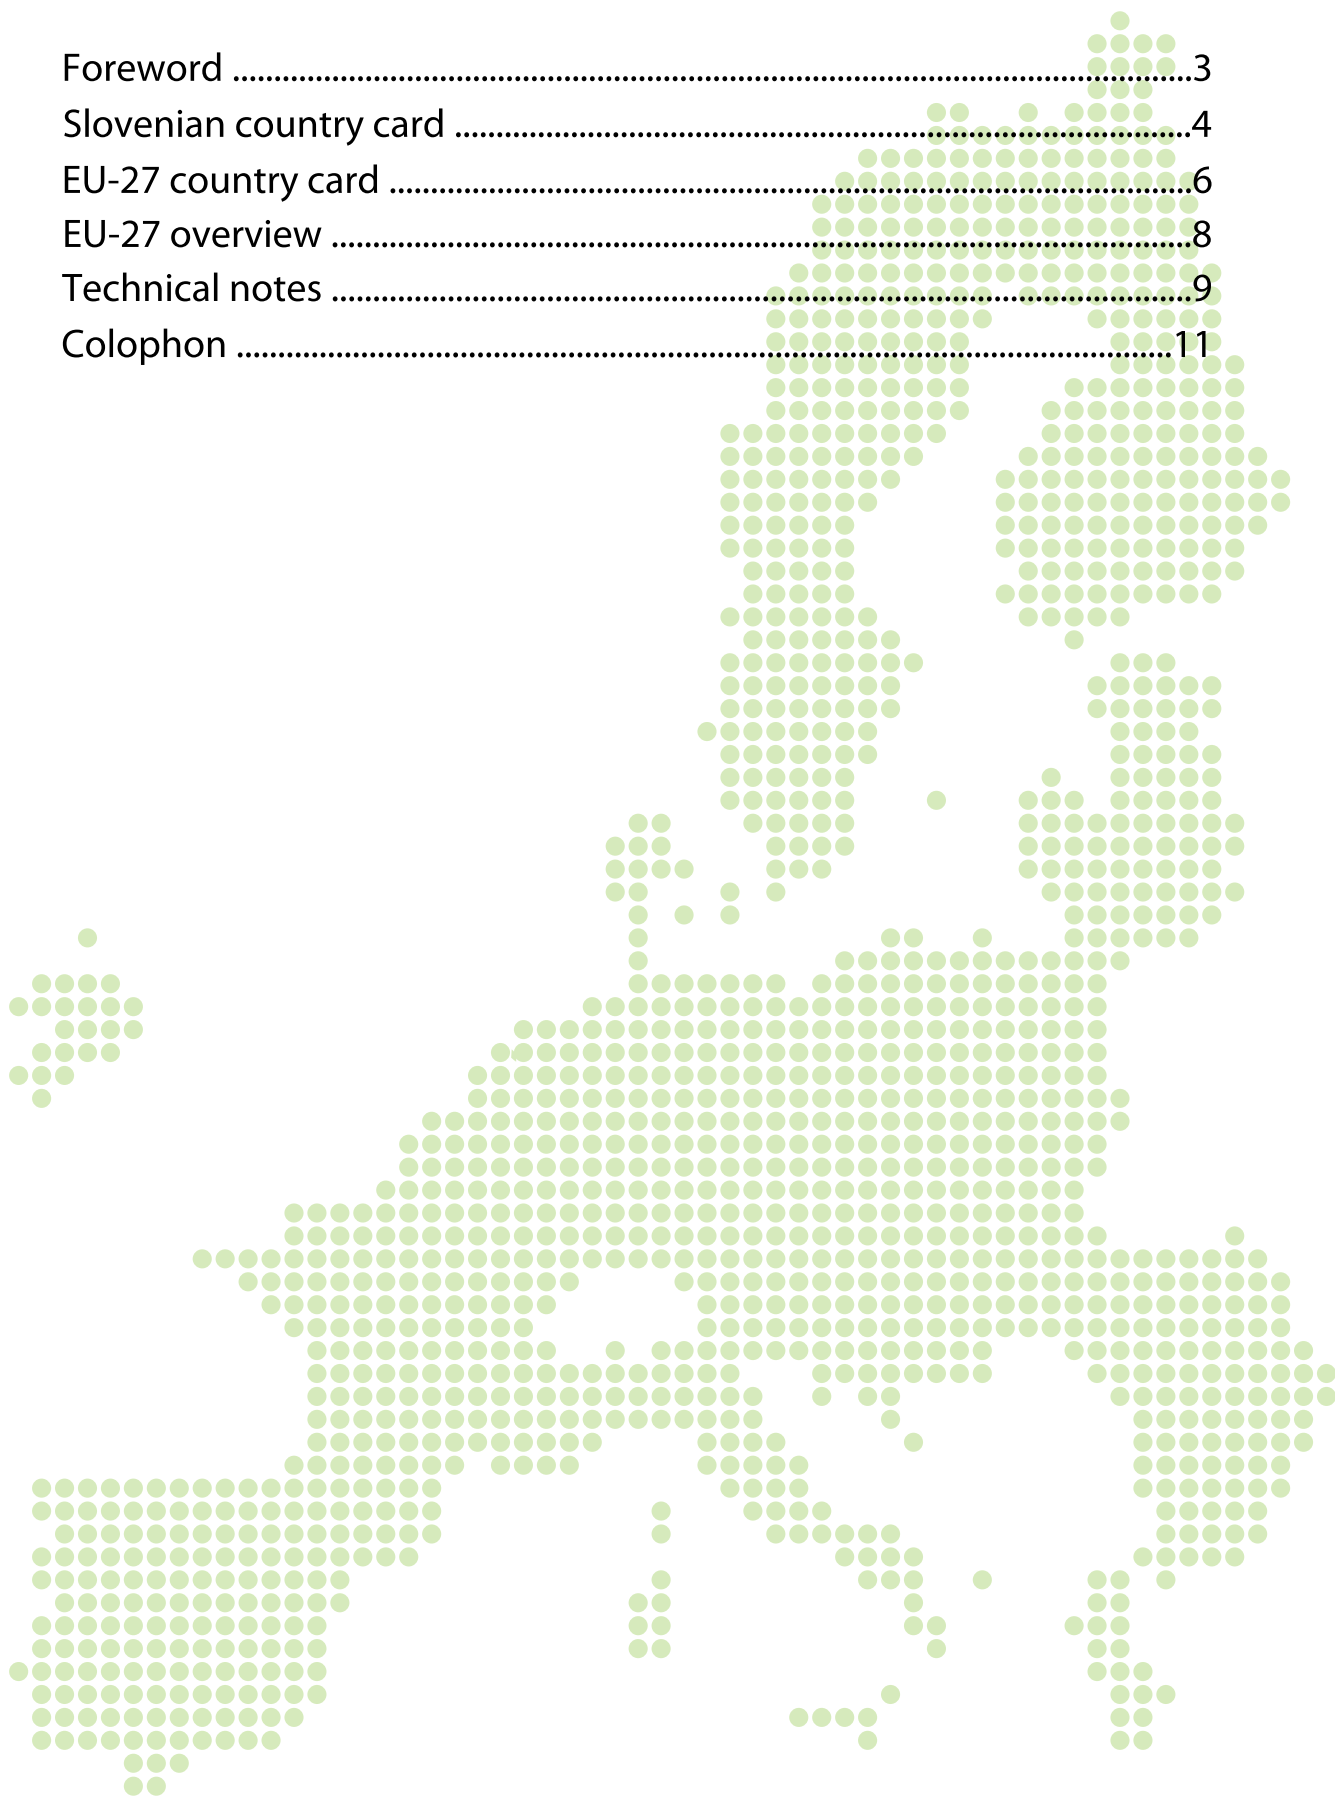 Foreword ........................................................................................................................3
Slovenian country card ............................................................................................4
EU-27 country card ....................................................................................................6
EU-27 overview ...........................................................................................................8
Technical notes ...........................................................................................................9
Colophon ....................................................................................................................11